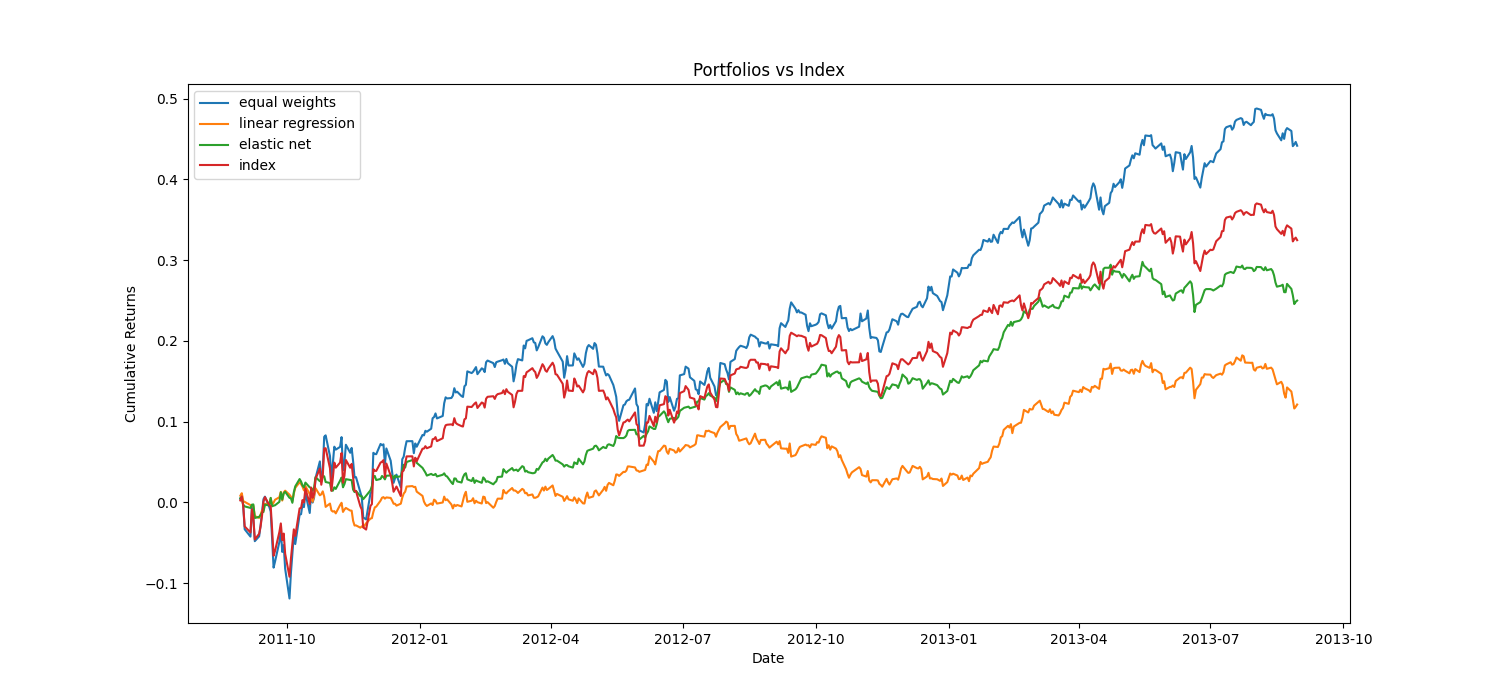 Portfolios vs Index
equal weights
linear regression
elastic net
index
Cumulative Returns
0.5
0.4
0.3
0.2
0.1
0.0
−0.1
2011-10
2012-01
2012-04
2012-07
2012-10
2013-01
2013-04
2013-07
2013-10
Date